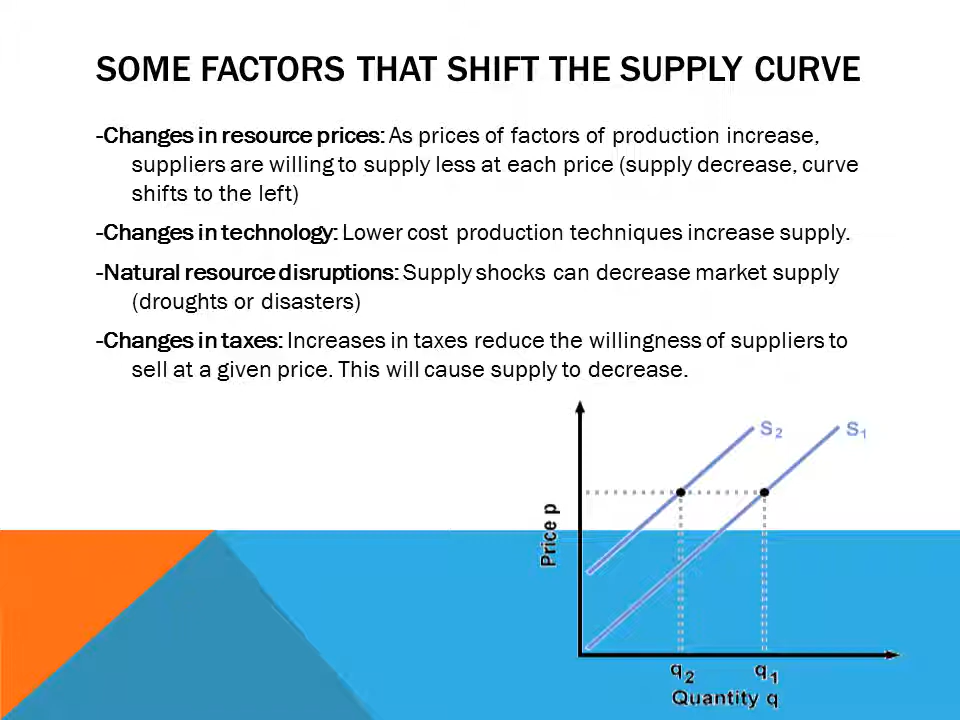 SOME FACTORS THAT SHIFT THE SUPPLY CURVE
-Changes in resource prices: As prices of factors of production increase,
suppliers are willing to supply less at each price (supply decrease, curve
shifts to the left)
-Changes in technology: Lower cost production techniques increase supply.
-Natural resource disruptions: Supply shocks can decrease market supply
(droughts or disasters)
-Changes in taxes: Increases in taxes reduce the willingness of suppliers to
sell at a given price. This will cause supply to decrease.
S2
S1
Price p
q2
q1
Quantity q